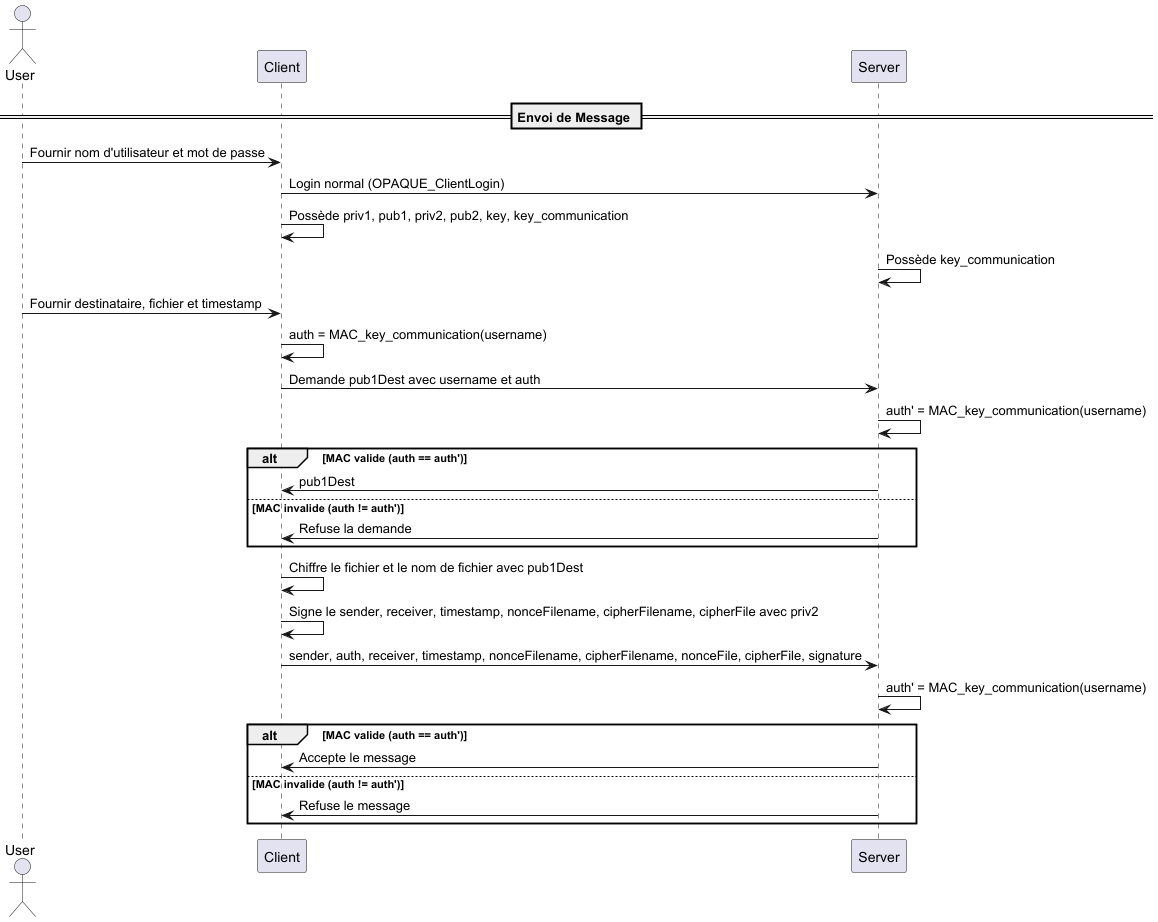 User
Client
Server
Envoi de Message
Fournir nom d'utilisateur et mot de passe
Login normal (OPAQUE_ClientLogin)
Possède priv1, pub1, priv2, pub2, key, key_communication
Possède key_communication
Fournir destinataire, fichier et timestamp
auth = MAC_key_communication(username)
Demande pub1Dest avec username et auth
auth' = MAC_key_communication(username)
alt [MAC valide (auth == auth')]
pub1Dest
[MAC invalide (auth != auth')]
Refuse la demande
Chiffre le fichier et le nom de fichier avec pub1Dest
Signe le sender, receiver, timestamp, nonceFilename, cipherFilename, cipherFile avec priv2
sender, auth, receiver, timestamp, nonceFilename, cipherFilename, nonceFile, cipherFile, signature
auth' = MAC_key_communication(username)
alt [MAC valide (auth == auth')]
Accepte le message
[MAC invalide (auth != auth')]
Refuse le message
User
Client
Server